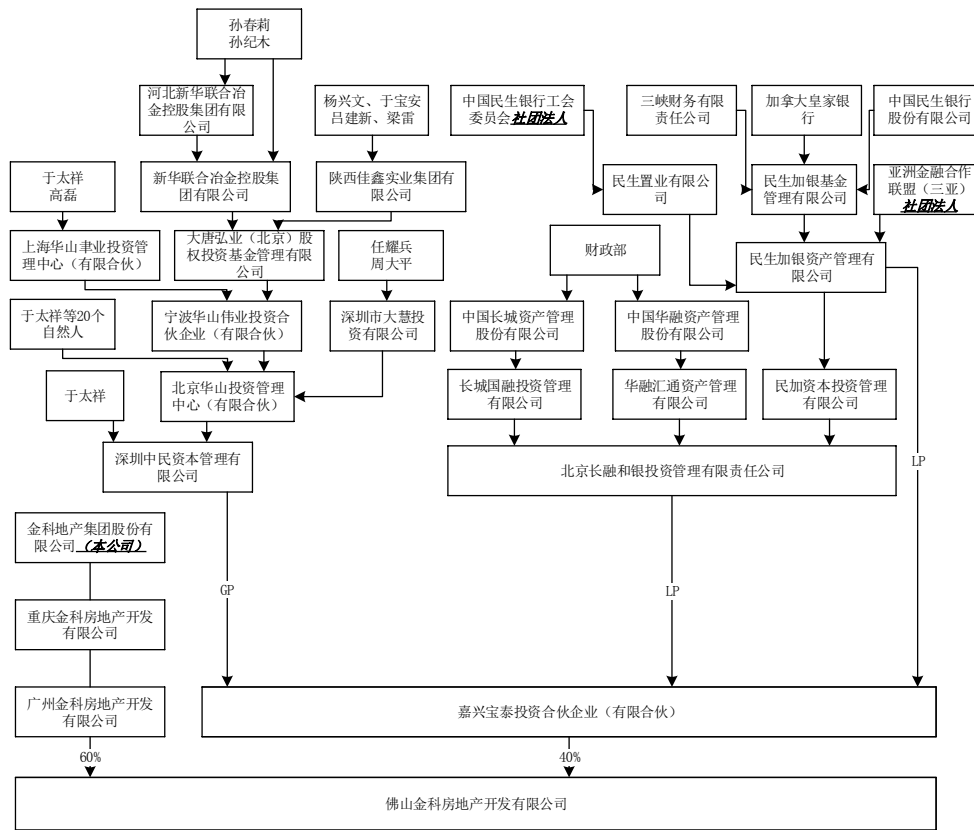 孙春莉
孙纪木
河北新华联合冶
金控股集团有限
公司
杨兴文、于宝安
吕建新、梁雷
中国民生银行工会
委员会社团法人
三峡财务有限
责任公司
加拿大皇家银
行
中国民生银行
股份有限公司
于太祥
高磊
新华联合冶金控股集
团有限公司
陕西佳鑫实业集团有
限公司
民生置业有限公
司
民生加银基金
管理有限公司
亚洲金融合作
联盟（三亚）
社团法人
上海华山聿业投资管
理中心（有限合伙）
大唐弘业（北京）股
权投资基金管理有限
公司
任耀兵
周大平
财政部
民生加银资产管理有
限公司
于太祥等20个
自然人
宁波华山伟业投资合
伙企业（有限合伙）
深圳市大慧投
资有限公司
中国长城资产管理
股份有限公司
中国华融资产管理
股份有限公司
于太祥
北京华山投资管理
中心（有限合伙）
长城国融投资管理
有限公司
华融汇通资产管理
有限公司
民加资本投资管理
有限公司
深圳中民资本管理有
限公司
北京长融和银投资管理有限责任公司
LP
金科地产集团股份有
限公司（本公司）
GP
LP
重庆金科房地产开发
有限公司
广州金科房地产开发
有限公司
嘉兴宝泰投资合伙企业（有限合伙）
60%
40%
佛山金科房地产开发有限公司